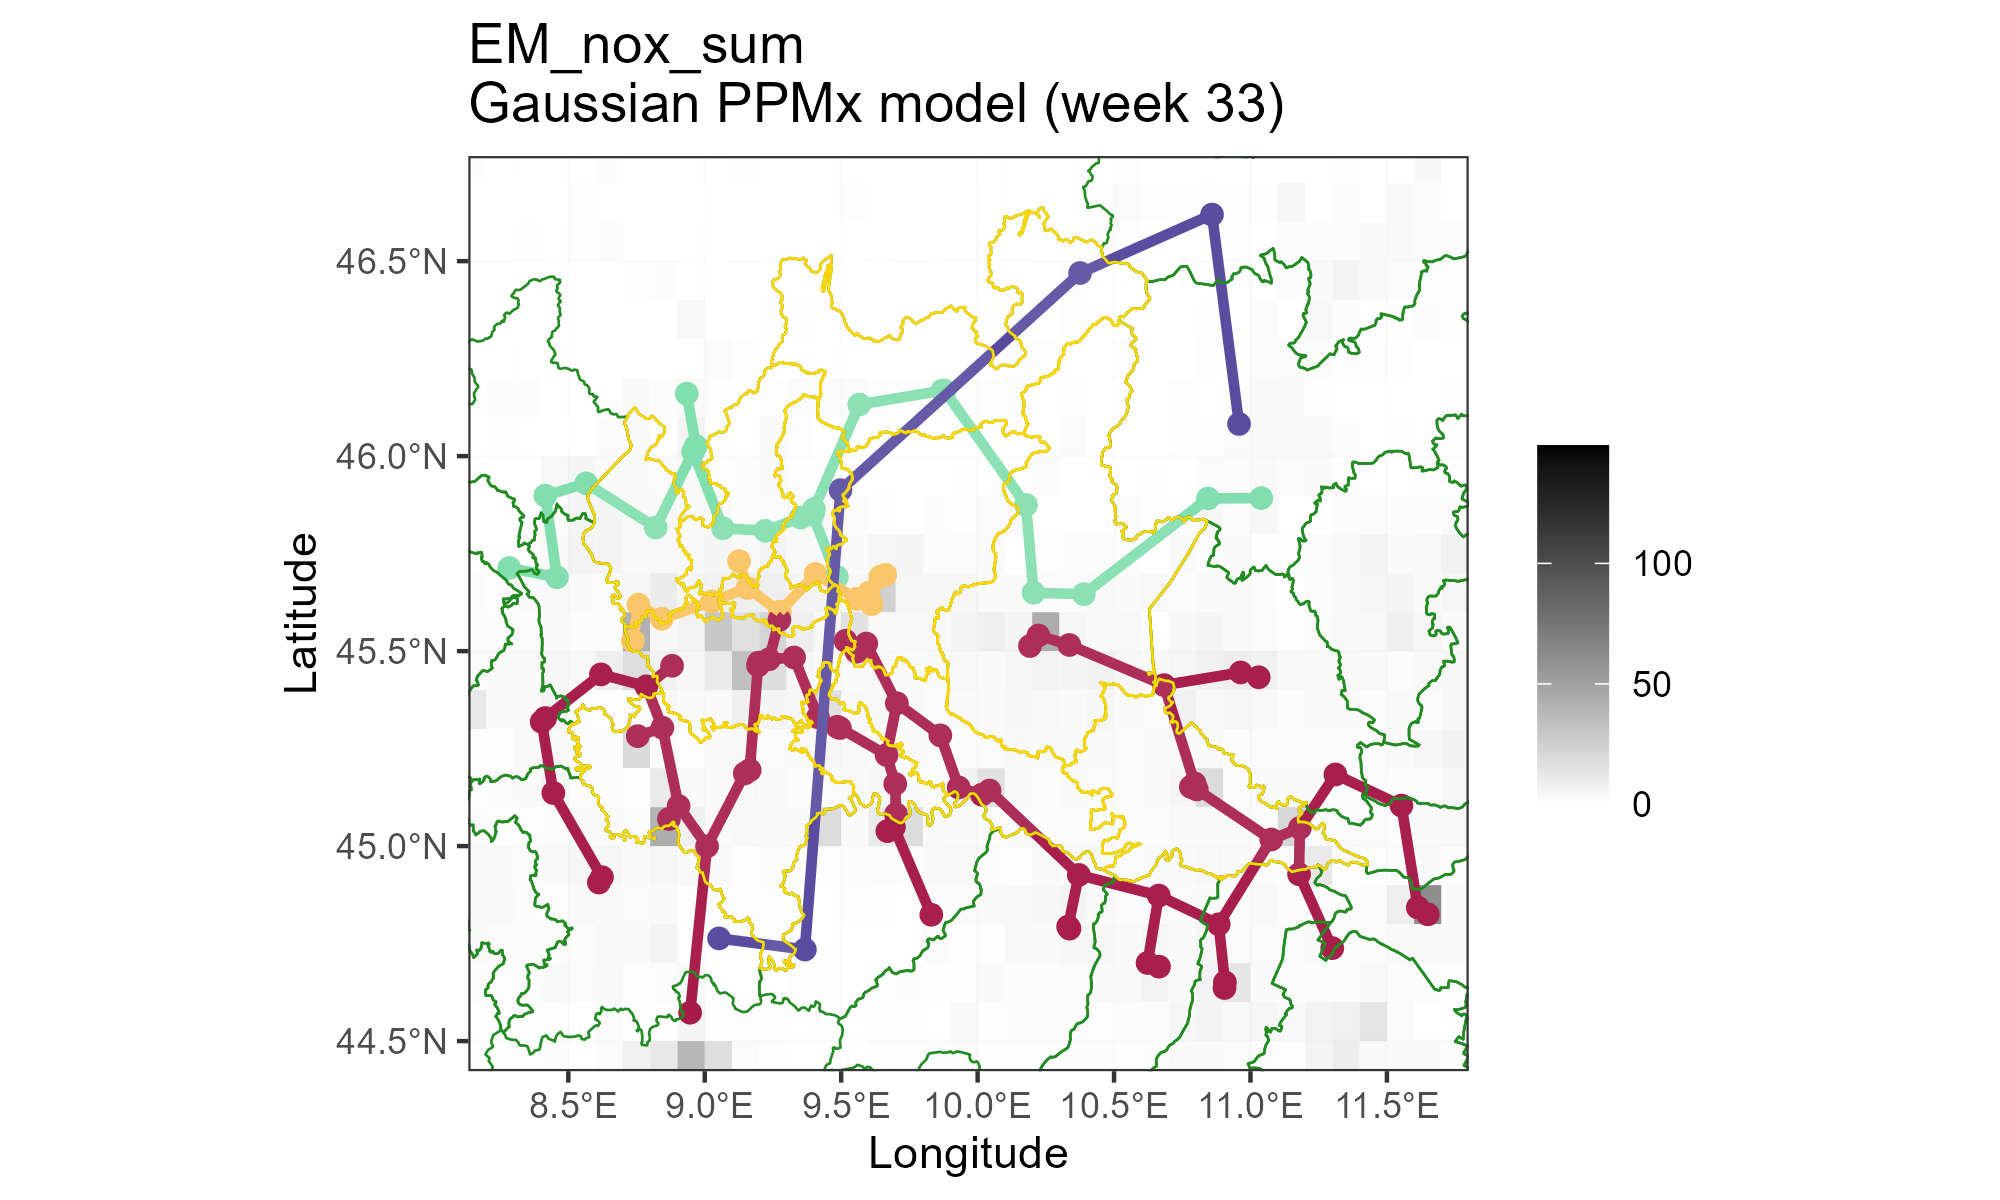 EM_nox_sum
Gaussian PPMx model (week 33)
46.5°N
46.0°N
45.5°N
45.0°N
44.5°N
Latitude
8.5°E 9.0°E 9.5°E 10.0°E 10.5°E 11.0°E 11.5°E
Longitude
100
50
0